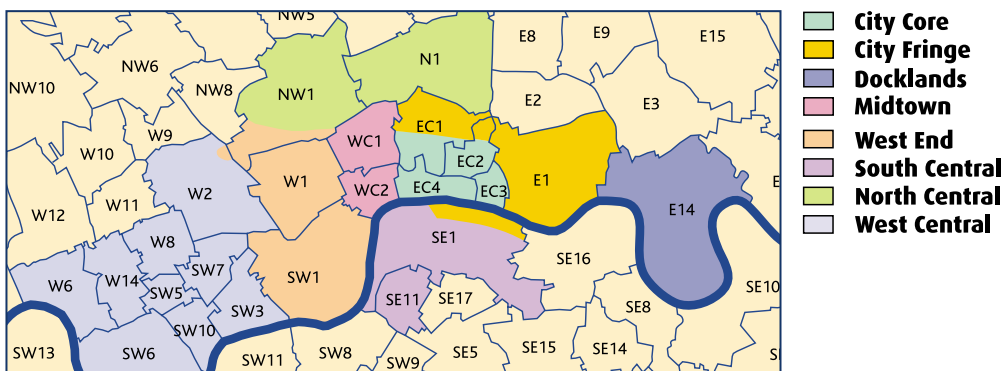 NW5
E8
E9
E15
NW6
N1
NW10
NW8
NW1
E2
E3
W9
EC1
WC1
W10
EC2
W1
E1
W2
WC2
EC4
EC3
W11
W12
E14
SE1
W8
SW7
SE16
W6
W14
SW5
SW1
SE10
SE11
SE17
SW3
SE8
SW10
SW13
SW6
SW11
SW8
SW9
SE5
SE15
SE14
City Core
City Fringe
Docklands
Midtown
West End
South Central
North Central
West Central